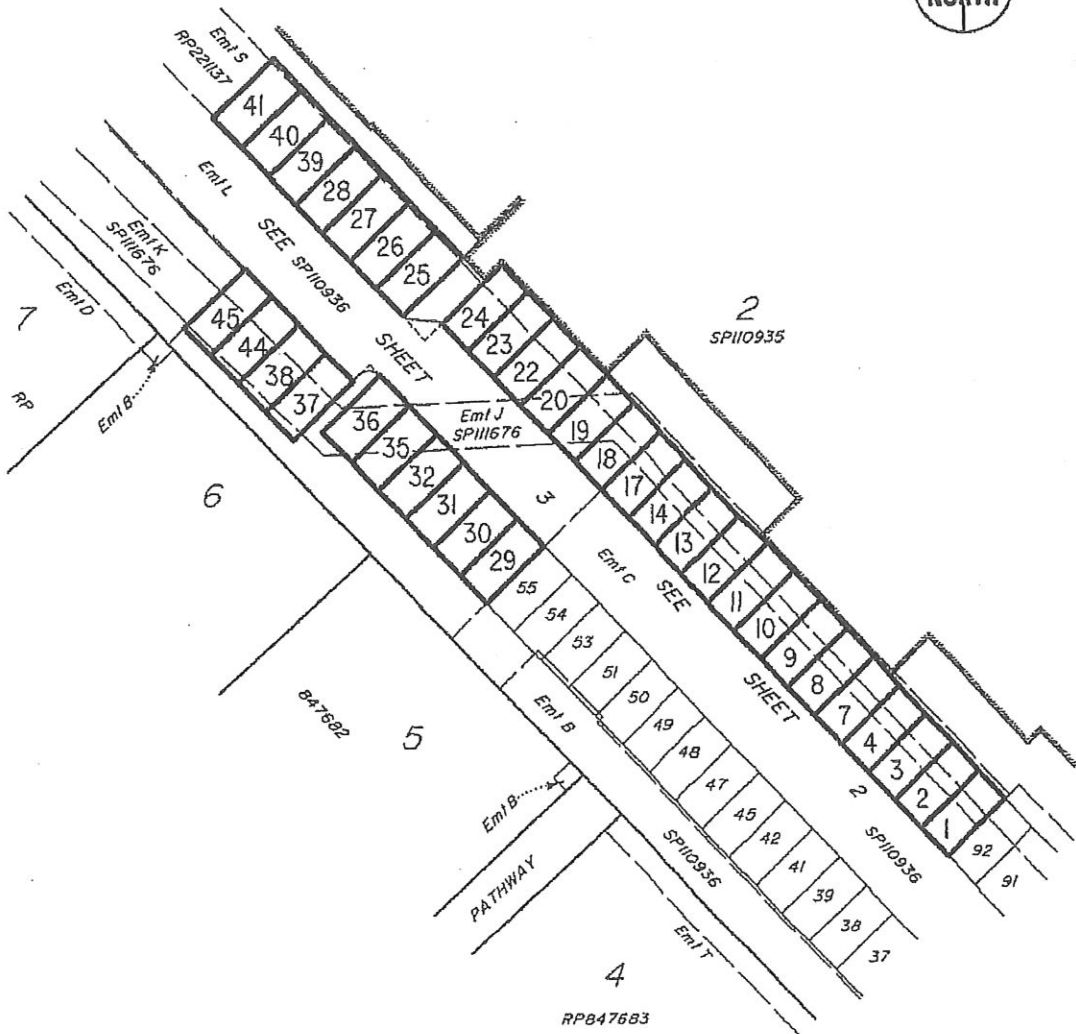 NORTH
Emt S
RP221137
41
40
39
28
27
26
25
24
23
22
20
19
18
17
14
13
12
11
10
9
8
7
4
3
2
1
92
91
Emt L
SEE SP110936
SHEET
2
SP110935
Emt K
SP111676
Emt D
7
RP
Emt B
45
44
38
37
36
35
32
31
30
29
Emt J
SP111676
3
6
Emt C
SEE
SHEET
2
SP110936
55
54
53
51
50
49
48
47
45
42
41
39
38
37
847682
5
Emt B
Emt B
SP110936
PATHWAY
Emt T
4
RP847683